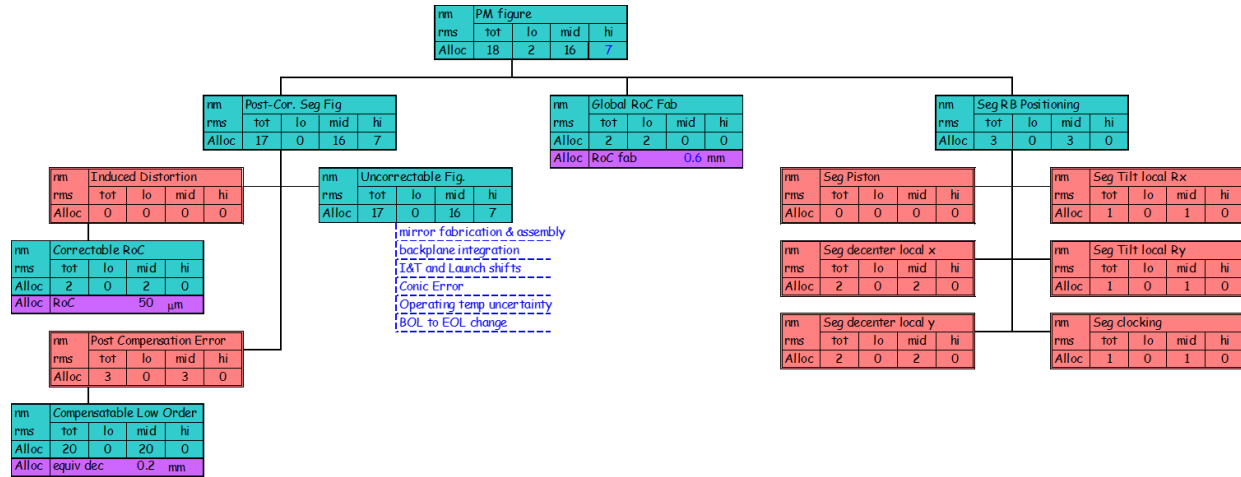 nm PM figure
rms tot lo mid hi
Alloc 18 2 16 7
nm Post-Cor. Seg Fig
rms tot lo mid hi
Alloc 17 0 16 7
nm Global RoC Fab
rms tot lo mid hi
Alloc 2 2 0 0
Alloc RoC fab 0.6 mm
nm Seg RB Positioning
rms tot lo mid hi
Alloc 3 0 3 0
nm Induced Distortion
rms tot lo mid hi
Alloc 0 0 0 0
nm Uncorrectable Fig.
rms tot lo mid hi
Alloc 17 0 16 7
mirror fabrication & assembly
backplane integration
I&T and Launch shifts
Conic Error
Operating temp uncertainty
BOL to EOL change
nm Correctable RoC
rms tot lo mid hi
Alloc 2 0 2 0
Alloc RoC 50 μm
nm Post Compensation Error
rms tot lo mid hi
Alloc 3 0 3 0
nm Compensatable Low Order
rms tot lo mid hi
Alloc 20 0 20 0
Alloc equiv dec 0.2 mm
nm Seg Piston
rms tot lo mid hi
Alloc 0 0 0 0
nm Seg Tilt local Rx
rms tot lo mid hi
Alloc 1 0 1 0
nm Seg decenter local x
rms tot lo mid hi
Alloc 2 0 2 0
nm Seg Tilt local Ry
rms tot lo mid hi
Alloc 1 0 1 0
nm Seg decenter local y
rms tot lo mid hi
Alloc 2 0 2 0
nm Seg clocking
rms tot lo mid hi
Alloc 1 0 1 0